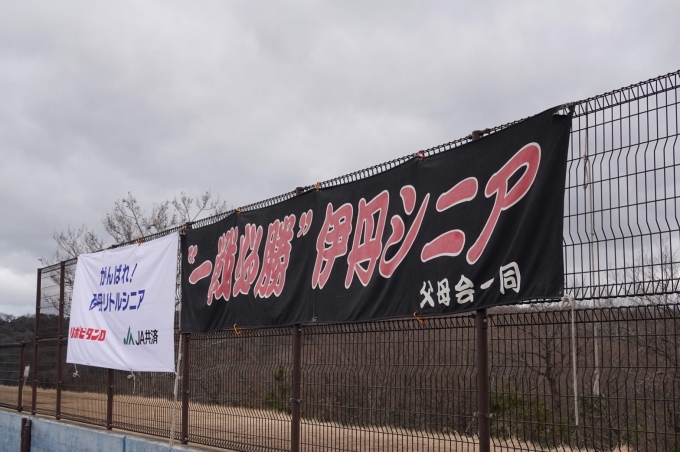 がんばれ!
伊丹リトルシニア
リポビタンD
JA共済
"一戦必勝"伊丹シニア
父母会一同